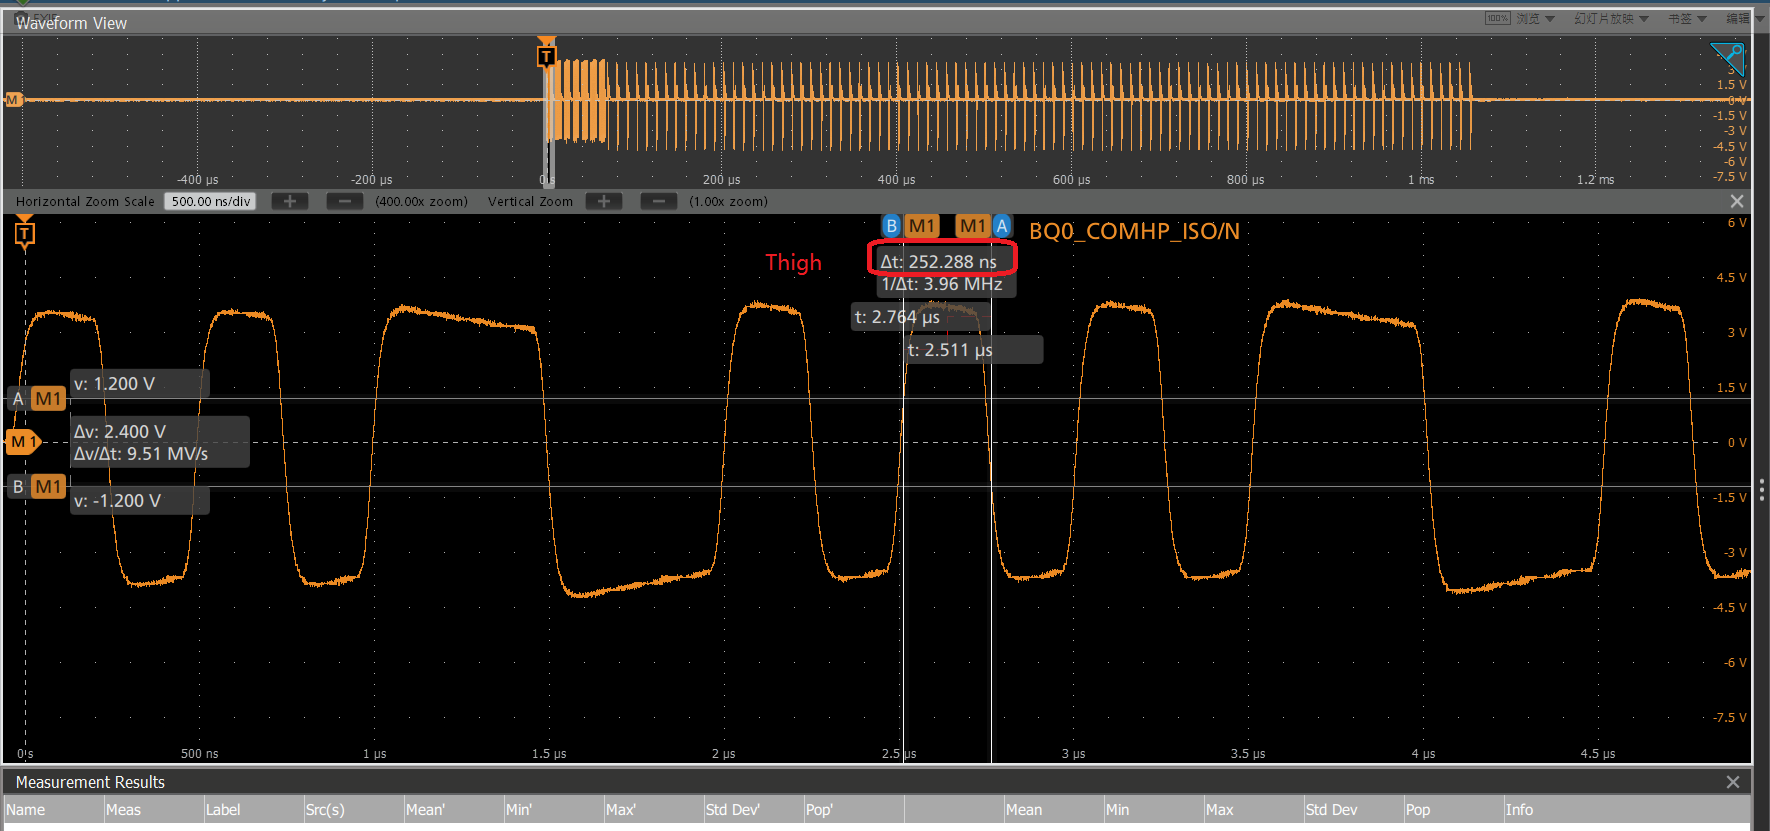 Waveform View
100%
浏览
幻灯片放映
书签
编辑
T
M
3
1.5 V
0 V
-1.5 V
-3 V
-4.5 V
-6 V
-7.5 V
-400 µs
-200 µs
0 s
200 µs
400 µs
600 µs
800 µs
1 ms
1.2 ms
Horizontal Zoom Scale 500.00 ns/div + − (400.00x zoom) Vertical Zoom + − (1.00x zoom)
T
B M1 M1 A BQ0_COMHP_ISO/N
Thigh
Δt: 252.288 ns
1/Δt: 3.96 MHz
t: 2.764 µs
t: 2.511 µs
A M1 v: 1.200 V
M 1
Δv: 2.400 V
Δv/Δt: 9.51 MV/s
B M1 v: -1.200 V
6 V
4.5 V
3 V
1.5 V
0 V
-1.5 V
-3 V
-4.5 V
-6 V
-7.5 V
0 s
500 ns
1 µs
1.5 µs
2 µs
2.5 µs
3 µs
3.5 µs
4 µs
4.5 µs
Measurement Results
Name Meas Label Src(s) Mean' Min' Max' Std Dev' Pop' Mean Min Max Std Dev Pop Info